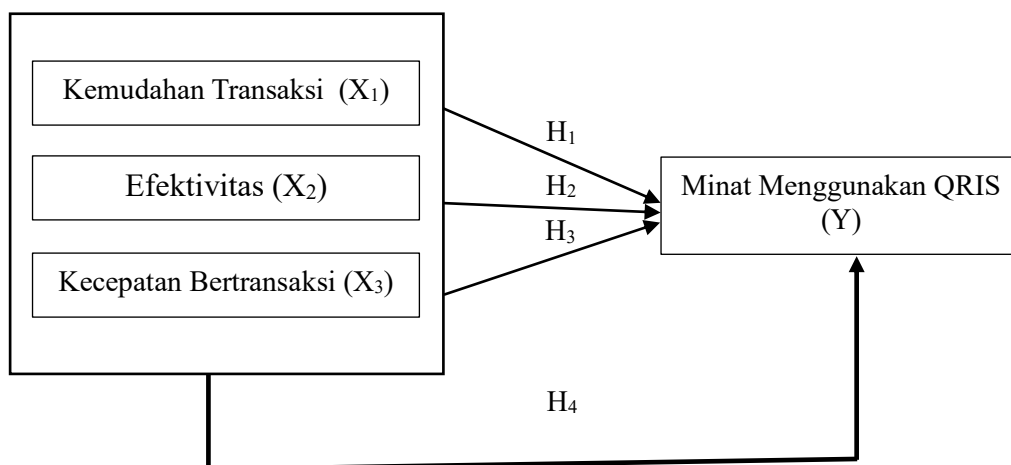 Kemudahan Transaksi (X₁)
H₁
Efektivitas (X₂)
H₂
Minat Menggunakan QRIS
(Y)
H₃
Kecepatan Bertransaksi (X₃)
H₄